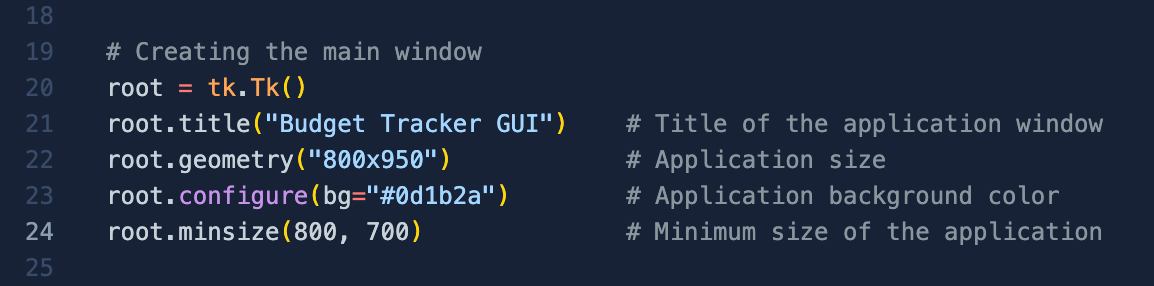 18
19 # Creating the main window
20 root = tk.Tk()
21 root.title("Budget Tracker GUI") # Title of the application window
22 root.geometry("800x950") # Application size
23 root.configure(bg="#0d1b2a") # Application background color
24 root.minsize(800, 700) # Minimum size of the application
25